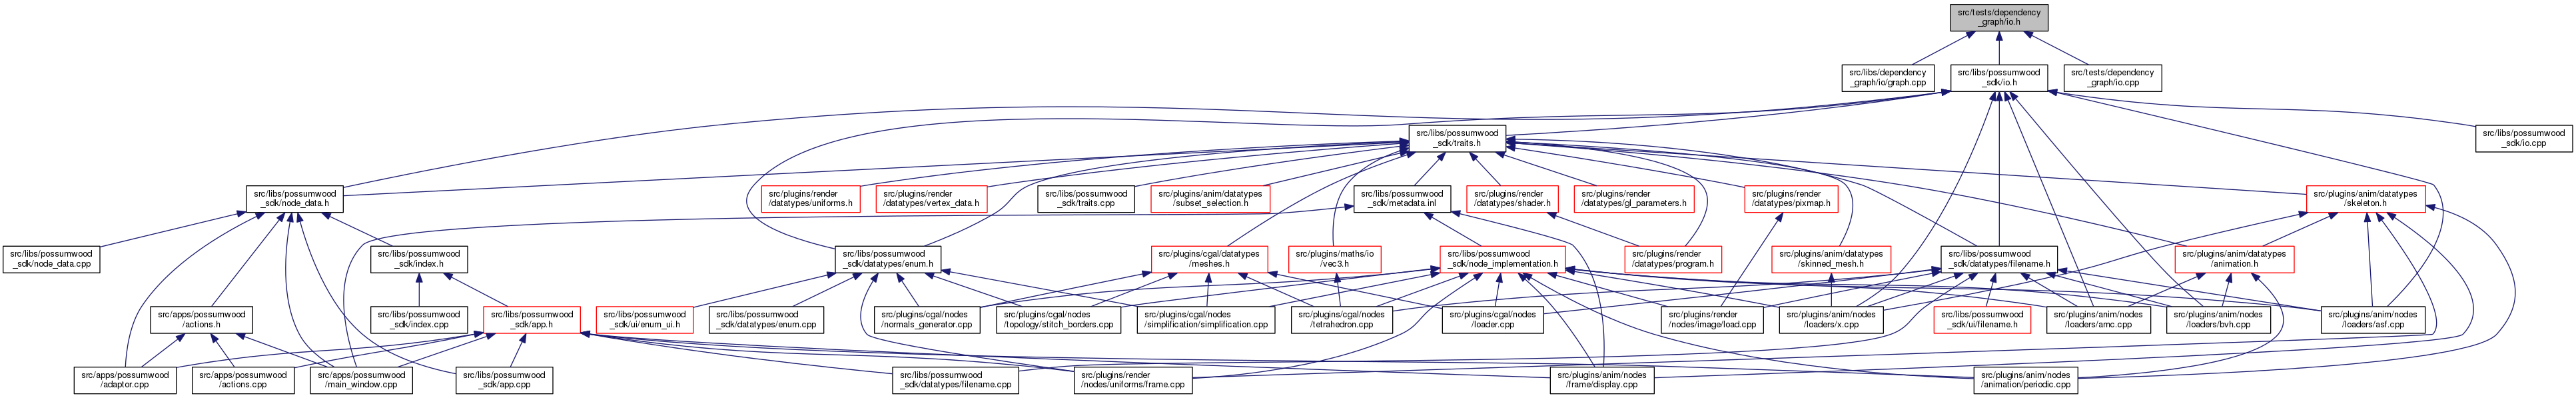 src/tests/dependency
_graph/io.h
src/libs/dependency
_graph/io/graph.cpp
src/libs/possumwood
_sdk/io.h
src/tests/dependency
_graph/io.cpp
src/libs/possumwood
_sdk/traits.h
src/libs/possumwood
_sdk/io.cpp
src/libs/possumwood
_sdk/node_data.h
src/plugins/render
/datatypes/uniforms.h
src/plugins/render
/datatypes/vertex_data.h
src/libs/possumwood
_sdk/traits.cpp
src/plugins/anim/datatypes
/subset_selection.h
src/libs/possumwood
_sdk/metadata.inl
src/plugins/render
/datatypes/shader.h
src/plugins/render
/datatypes/gl_parameters.h
src/plugins/render
/datatypes/pixmap.h
src/plugins/anim/datatypes
/skeleton.h
src/libs/possumwood
_sdk/node_data.cpp
src/libs/possumwood
_sdk/index.h
src/libs/possumwood
_sdk/datatypes/enum.h
src/plugins/cgal/datatypes
/meshes.h
src/plugins/maths/io
/vec3.h
src/libs/possumwood
_sdk/node_implementation.h
src/plugins/render
/datatypes/program.h
src/plugins/anim/datatypes
/skinned_mesh.h
src/libs/possumwood
_sdk/datatypes/filename.h
src/plugins/anim/datatypes
/animation.h
src/apps/possumwood
/actions.h
src/libs/possumwood
_sdk/index.cpp
src/libs/possumwood
_sdk/app.h
src/libs/possumwood
_sdk/ui/enum_ui.h
src/libs/possumwood
_sdk/datatypes/enum.cpp
src/plugins/cgal/nodes
/normals_generator.cpp
src/plugins/cgal/nodes
/topology/stitch_borders.cpp
src/plugins/cgal/nodes
/simplification/simplification.cpp
src/plugins/cgal/nodes
/tetrahedron.cpp
src/plugins/cgal/nodes
/loader.cpp
src/plugins/render
/nodes/image/load.cpp
src/plugins/anim/nodes
/loaders/x.cpp
src/libs/possumwood
_sdk/ui/filename.h
src/plugins/anim/nodes
/loaders/amc.cpp
src/plugins/anim/nodes
/loaders/bvh.cpp
src/plugins/anim/nodes
/loaders/asf.cpp
src/apps/possumwood
/adaptor.cpp
src/apps/possumwood
/actions.cpp
src/apps/possumwood
/main_window.cpp
src/libs/possumwood
_sdk/app.cpp
src/libs/possumwood
_sdk/datatypes/filename.cpp
src/plugins/render
/nodes/uniforms/frame.cpp
src/plugins/anim/nodes
/frame/display.cpp
src/plugins/anim/nodes
/animation/periodic.cpp